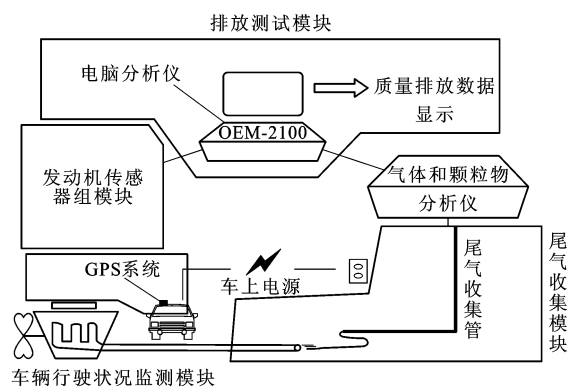 排放测试模块
电脑分析仪
质量排放数据
显示
OEM-2100
发动机传感
器组模块
气体和颗粒物
分析仪
GPS系统
车上电源
尾气收集管
尾气收集模块
车辆行驶状况监测模块